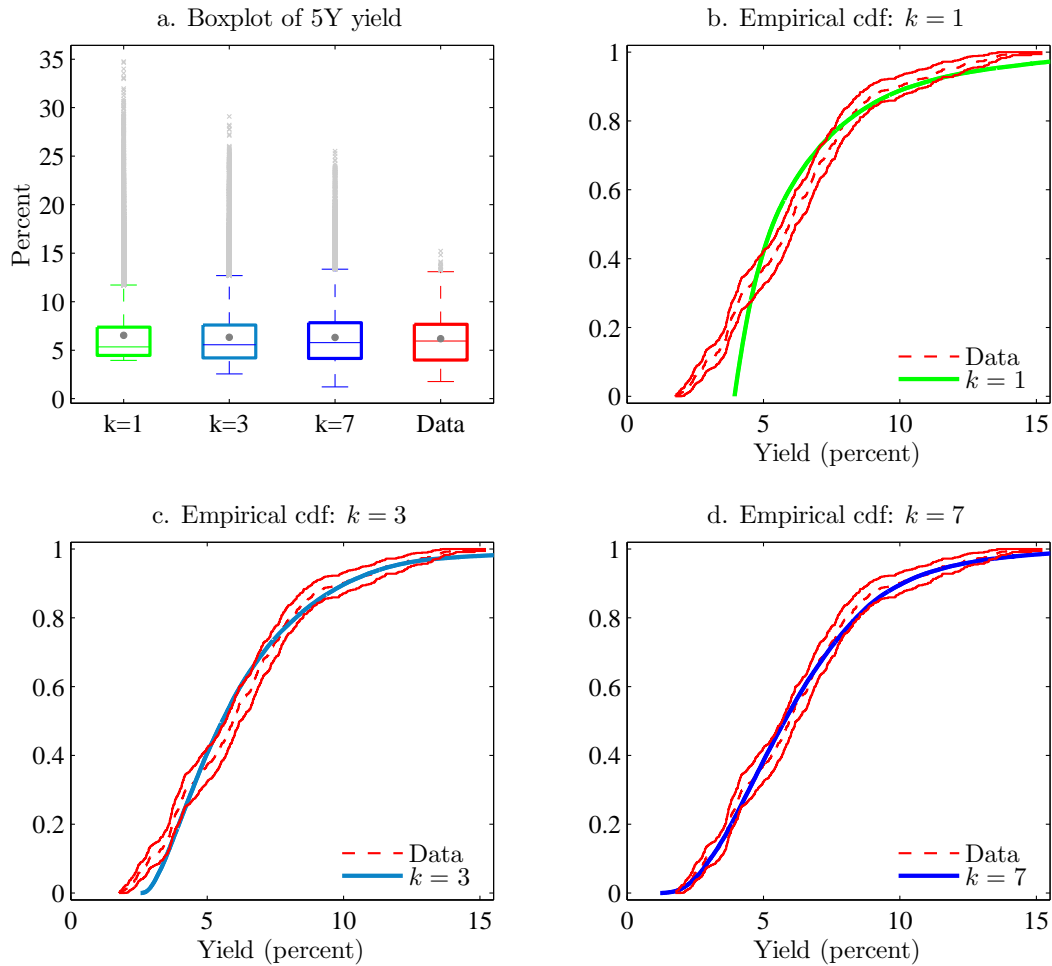 a. Boxplot of 5Y yield
Percent
35
30
25
20
15
10
5
0
k=1 k=3 k=7 Data
b. Empirical cdf: k = 1
1
0.8
0.6
0.4
0.2
0
Data
k = 1
0 5 10 15
Yield (percent)
c. Empirical cdf: k = 3
1
0.8
0.6
0.4
0.2
0
Data
k = 3
0 5 10 15
Yield (percent)
d. Empirical cdf: k = 7
1
0.8
0.6
0.4
0.2
0
Data
k = 7
0 5 10 15
Yield (percent)